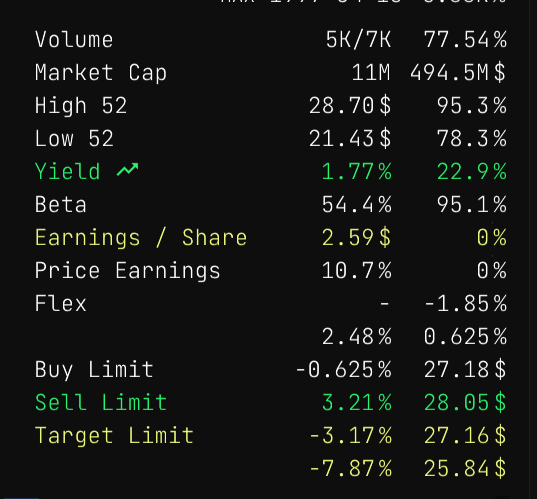 Volume 5K/7K 77.54%
Market Cap 11M 494.5M$
High 52 28.70$ 95.3%
Low 52 21.43$ 78.3%
Yield 1.77% 22.9%
Beta 54.4% 95.1%
Earnings / Share 2.59$ 0%
Price Earnings 10.7% 0%
Flex - -1.85%
2.48% 0.625%
Buy Limit -0.625% 27.18$
Sell Limit 3.21% 28.05$
Target Limit -3.17% 27.16$
-7.87% 25.84$